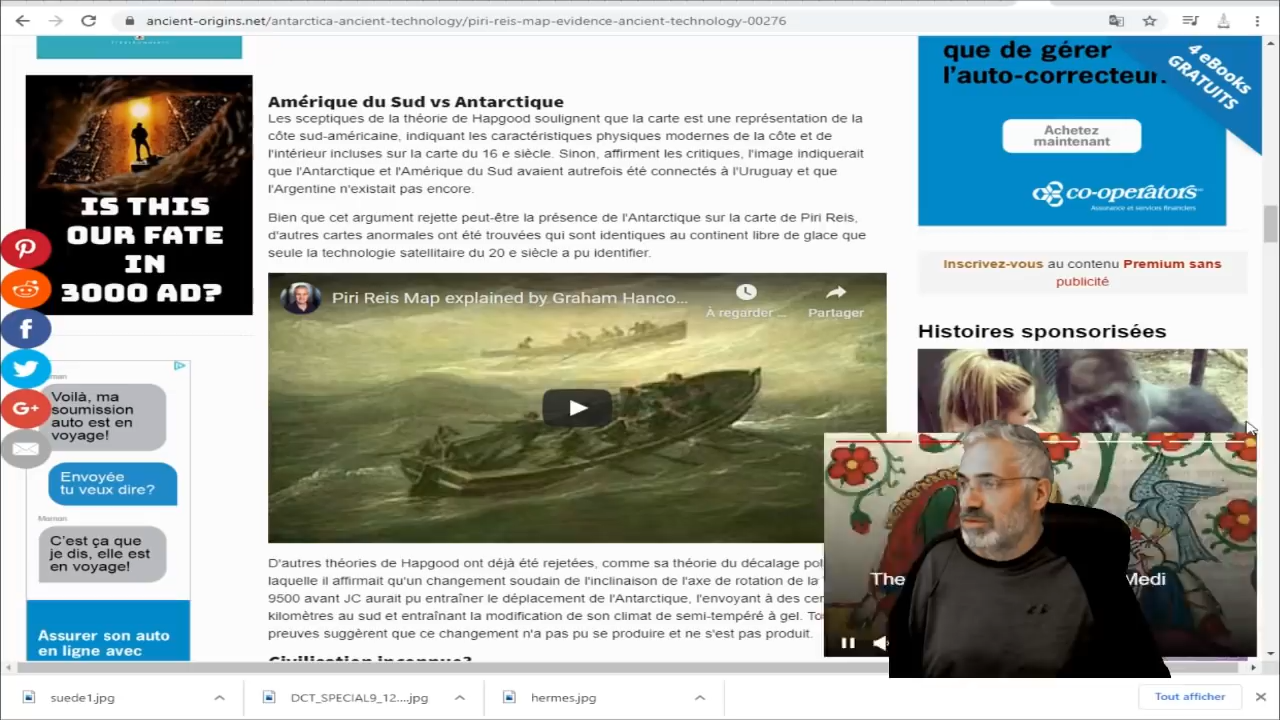 ancient-origins.net/antarctica-ancient-technology/piri-reis-map-evidence-ancient-technology-00276
IS THIS
OUR FATE
IN
3000 AD?
Voilà, ma
soumission
auto est en
voyage!
Envoyée
tu veux dire?
Maman
C'est ça que
je dis, elle est
en voyage!
Assurer son auto
en ligne avec
Amérique du Sud vs Antarctique
Les sceptiques de la théorie de Hapgood soulignent que la carte est une représentation de la
côte sud-américaine, indiquant les caractéristiques physiques modernes de la côte et de
l'intérieur incluses sur la carte du 16 e siècle. Sinon, affirment les critiques, l'image indiquerait
que l'Antarctique et l'Amérique du Sud avaient autrefois été connectés à l'Uruguay et que
l'Argentine n'existait pas encore.
Bien que cet argument rejette peut-être la présence de l'Antarctique sur la carte de Piri Reis,
d'autres cartes anormales ont été trouvées qui sont identiques au continent libre de glace que
seule la technologie satellitaire du 20 e siècle a pu identifier.
Piri Reis Map explained by Graham Hanco...
À regarder ...
Partager
D'autres théories de Hapgood ont déjà été rejetées, comme sa théorie du décalage pol
laquelle il affirmait qu'un changement soudain de l'inclinaison de l'axe de rotation de la
9500 avant JC aurait pu entraîner le déplacement de l'Antarctique, l'envoyant à des cen
kilomètres au sud et entraînant la modification de son climat de semi-tempéré à gel. To
preuves suggèrent que ce changement n'a pas pu se produire et ne s'est pas produit.
Civilisation inconnue?
que de gérer
l'auto-correcteur.
4 eBooks
GRATUITS
Achetez
maintenant
co-operators
Assurance et services financiers
Inscrivez-vous au contenu Premium sans
publicité
Histoires sponsorisées
The
Medi
suede1.jpg
DCT_SPECIAL9_12....jpg
hermes.jpg
Tout afficher